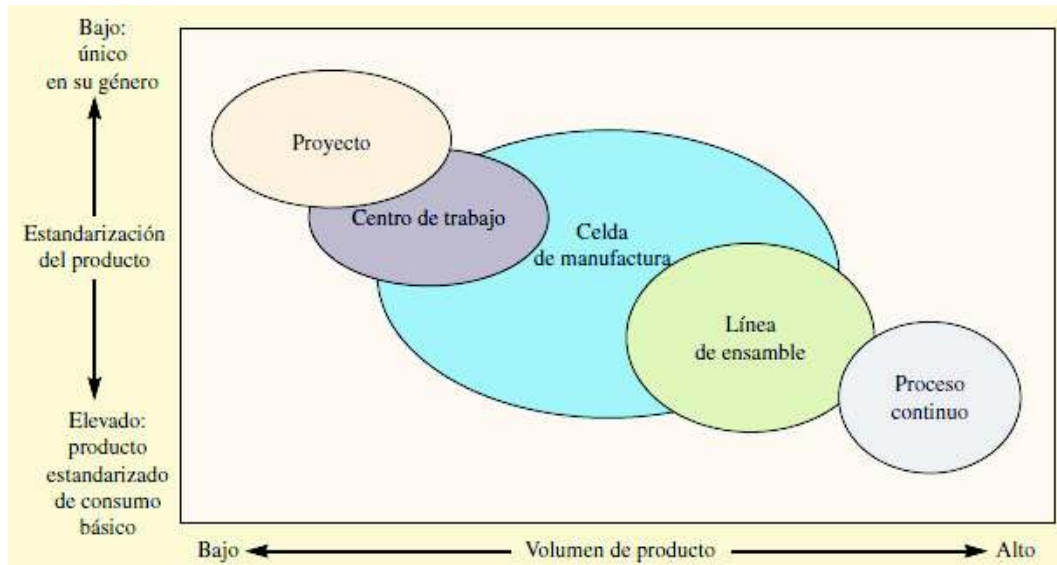 Bajo:
único
en su género
Estandarización
del producto
Elevado:
producto
estandarizado
de consumo
básico
Proyecto
Centro de trabajo
Celda
de manufactura
Línea
de ensamble
Proceso
continuo
Bajo
Volumen de producto
Alto